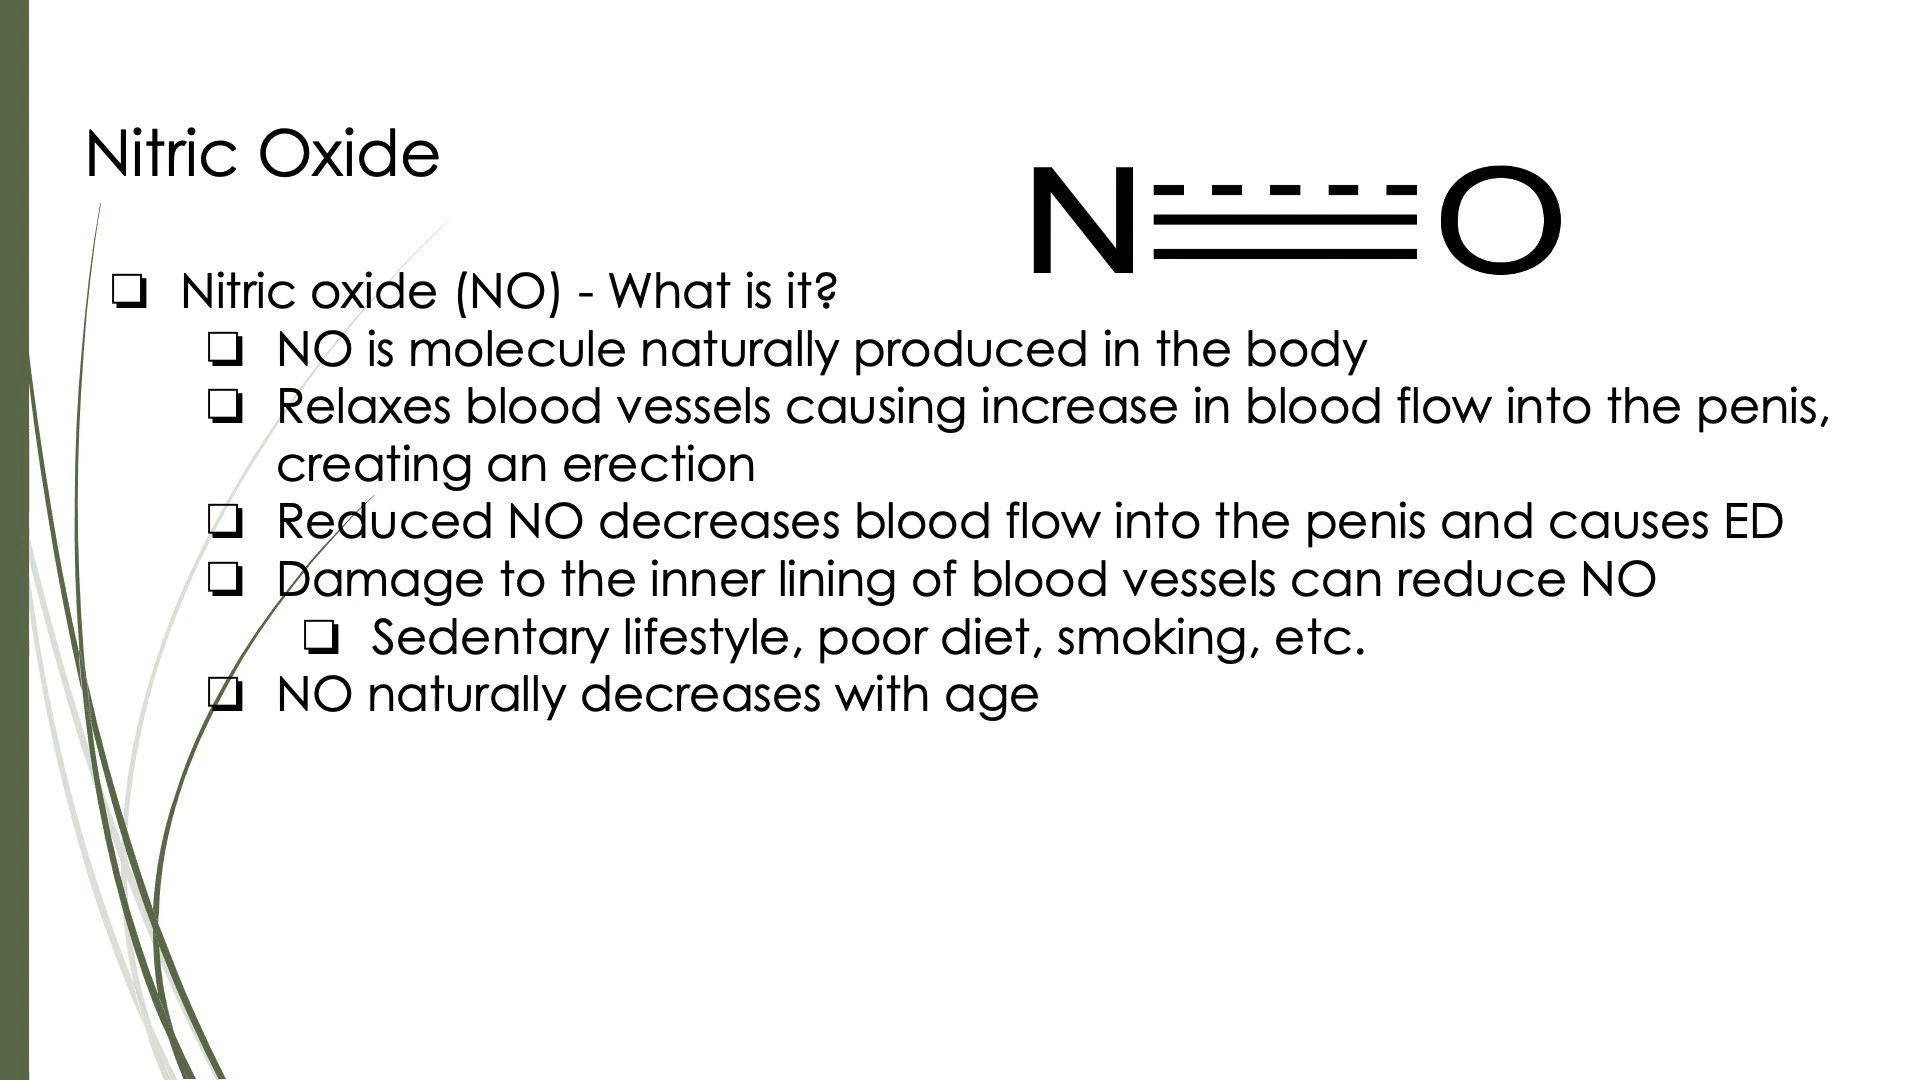 Nitric Oxide
N O
Nitric oxide (NO) - What is it?
NO is molecule naturally produced in the body
Relaxes blood vessels causing increase in blood flow into the penis,
creating an erection
Reduced NO decreases blood flow into the penis and causes ED
Damage to the inner lining of blood vessels can reduce NO
Sedentary lifestyle, poor diet, smoking, etc.
NO naturally decreases with age